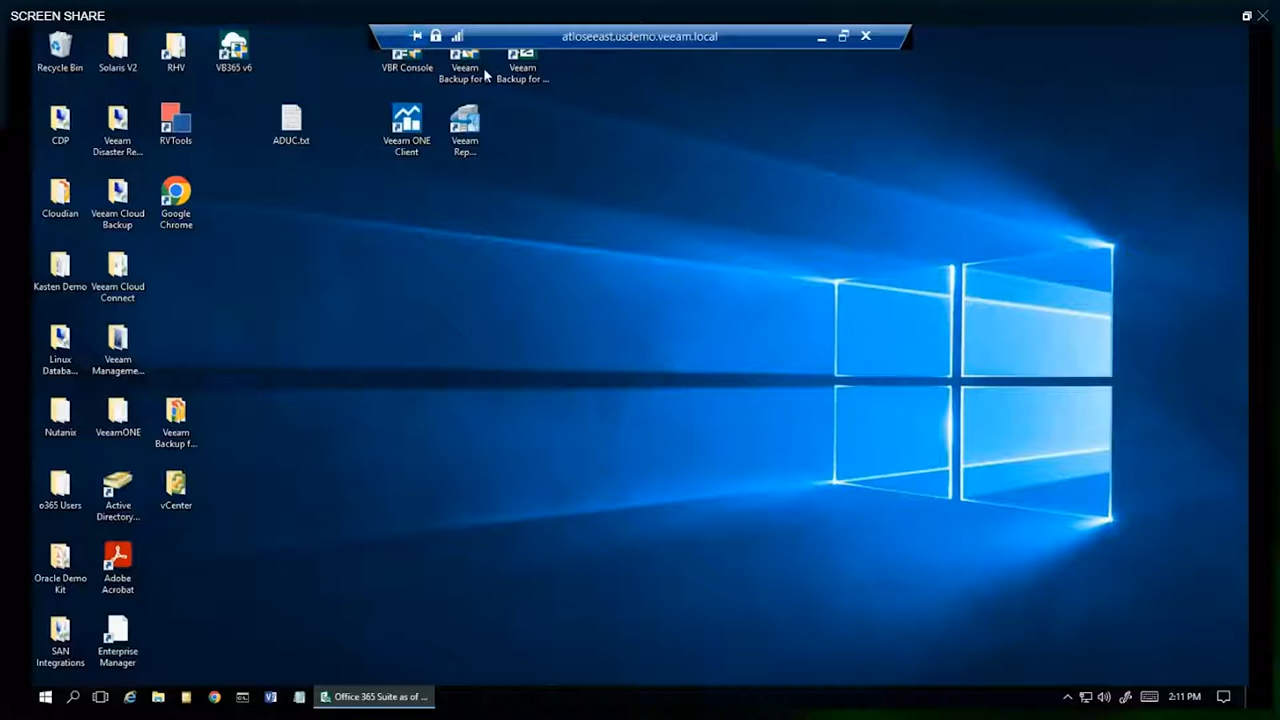 SCREEN SHARE
atloseeast.usdemo.veeam.local
Recycle Bin
Solaris V2
RHV
VB365 v6
VBR Console
Veeam
Backup for
Veeam
Backup for ...
CDP
Veeam
Disaster Re...
RVTools
ADUC.txt
Veeam ONE
Client
Veeam
Rep...
Cloudian
Veeam Cloud
Backup
Google
Chrome
Kasten Demo
Veeam Cloud
Connect
Linux
Databa...
Veeam
Manageme...
Nutanix
VeeamONE
Veeam
Backup f...
o365 Users
Active
Directory...
vCenter
Oracle Demo
Kit
Adobe
Acrobat
SAN
Integrations
Enterprise
Manager
Office 365 Suite as of ...
2:11 PM